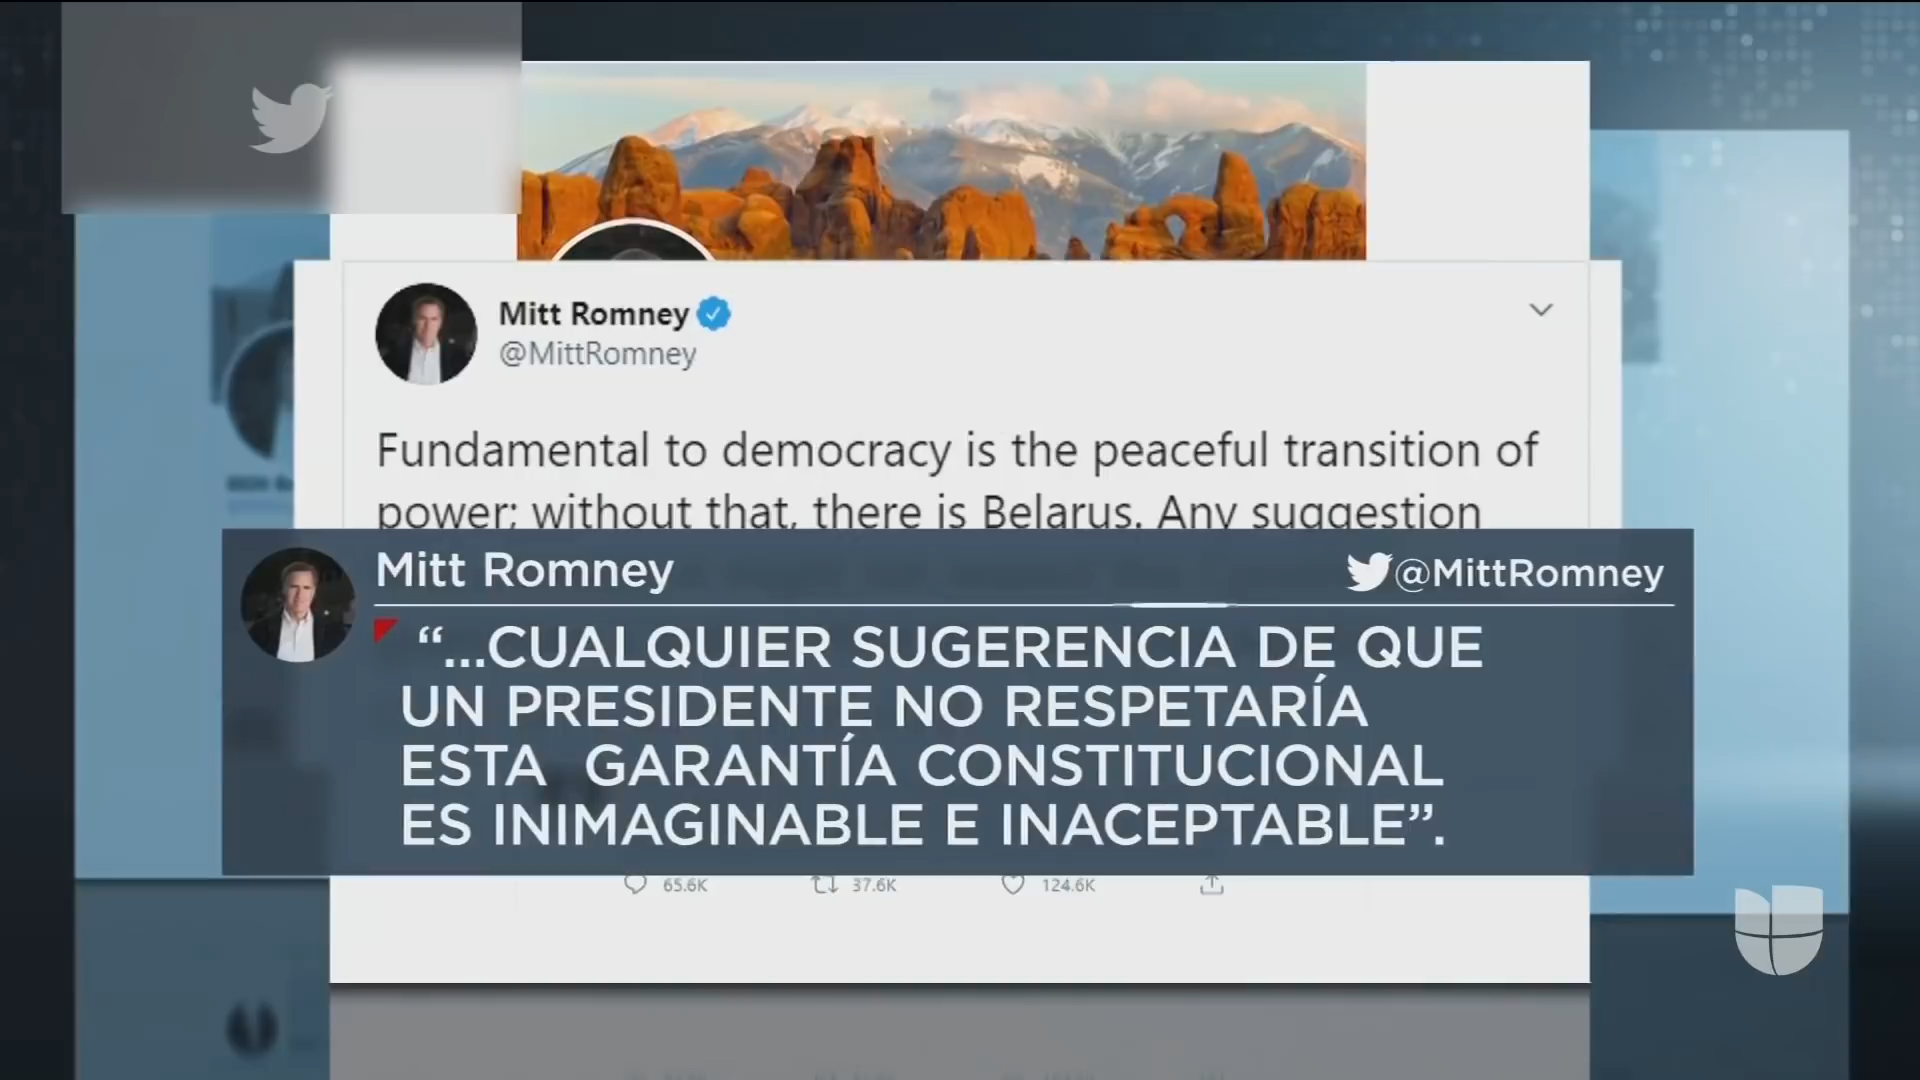 Mitt Romney
@MittRomney
Fundamental to democracy is the peaceful transition of
power; without that, there is Belarus. Any suggestion
Mitt Romney
@MittRomney
“...CUALQUIER SUGERENCIA DE QUE
UN PRESIDENTE NO RESPETARÍA
ESTA GARANTÍA CONSTITUCIONAL
ES INIMAGINABLE E INACEPTABLE”.
65.6K 37.6K 124.6K